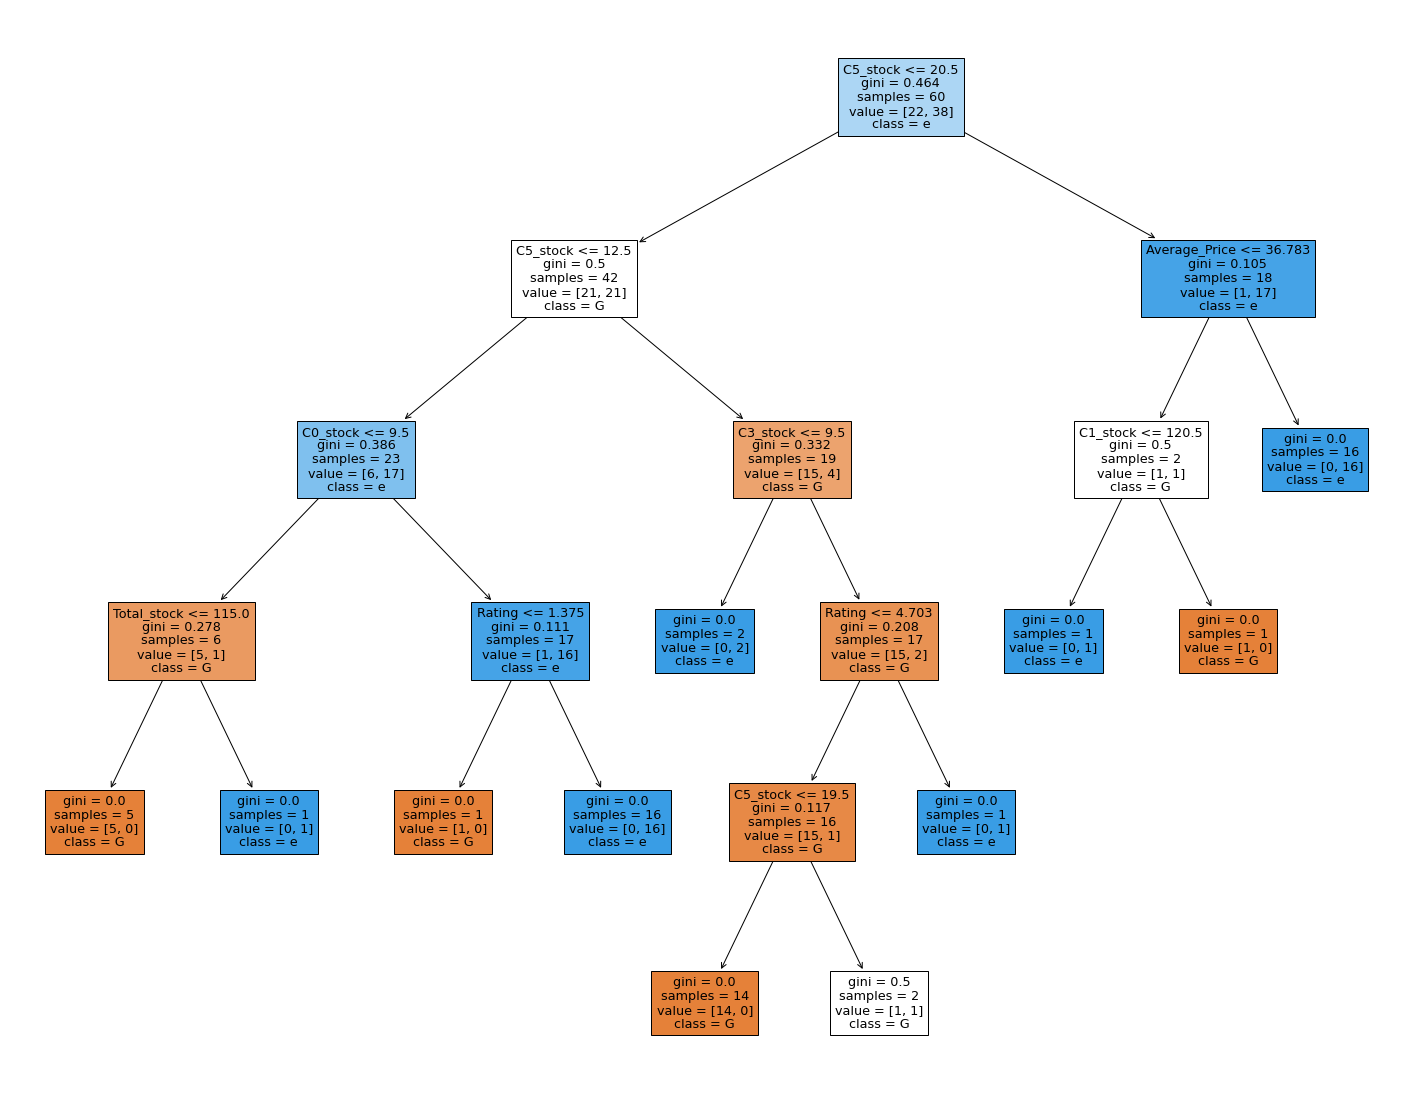 C5_stock <= 20.5
gini = 0.464
samples = 60
value = [22, 38]
class = e
C5_stock <= 12.5
gini = 0.5
samples = 42
value = [21, 21]
class = G
Average_Price <= 36.783
gini = 0.105
samples = 18
value = [1, 17]
class = e
C0_stock <= 9.5
gini = 0.386
samples = 23
value = [6, 17]
class = e
C3_stock <= 9.5
gini = 0.332
samples = 19
value = [15, 4]
class = G
C1_stock <= 120.5
gini = 0.5
samples = 2
value = [1, 1]
class = G
gini = 0.0
samples = 16
value = [0, 16]
class = e
Total_stock <= 115.0
gini = 0.278
samples = 6
value = [5, 1]
class = G
Rating <= 1.375
gini = 0.111
samples = 17
value = [1, 16]
class = e
gini = 0.0
samples = 2
value = [0, 2]
class = e
Rating <= 4.703
gini = 0.208
samples = 17
value = [15, 2]
class = G
gini = 0.0
samples = 1
value = [0, 1]
class = e
gini = 0.0
samples = 1
value = [1, 0]
class = G
gini = 0.0
samples = 5
value = [5, 0]
class = G
gini = 0.0
samples = 1
value = [0, 1]
class = e
gini = 0.0
samples = 1
value = [1, 0]
class = G
gini = 0.0
samples = 16
value = [0, 16]
class = e
C5_stock <= 19.5
gini = 0.117
samples = 16
value = [15, 1]
class = G
gini = 0.0
samples = 1
value = [0, 1]
class = e
gini = 0.0
samples = 14
value = [14, 0]
class = G
gini = 0.5
samples = 2
value = [1, 1]
class = G